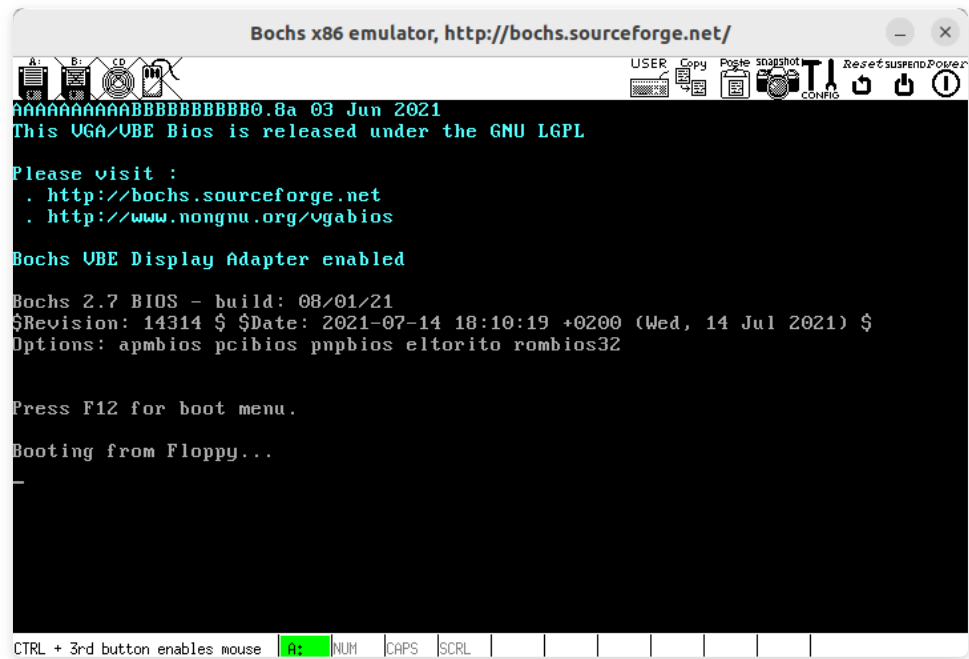 Bochs x86 emulator, http://bochs.sourceforge.net/
A: B: CD USER Copy Paste snapshot CONFIG Reset SUSPEND Power
AAAAAAAAAABBBBBBBBBB0.8a 03 Jun 2021
This VGA/VBE Bios is released under the GNU LGPL
Please visit :
. http://bochs.sourceforge.net
. http://www.nongnu.org/vgabios
Bochs VBE Display Adapter enabled
Bochs 2.7 BIOS - build: 08/01/21
$Revision: 14314 $ $Date: 2021-07-14 18:10:19 +0200 (Wed, 14 Jul 2021) $
Options: apmbios pcibios pnpbios eltorito rombios32
Press F12 for boot menu.
Booting from Floppy...
_
CTRL + 3rd button enables mouse A: NUM CAPS SCRL